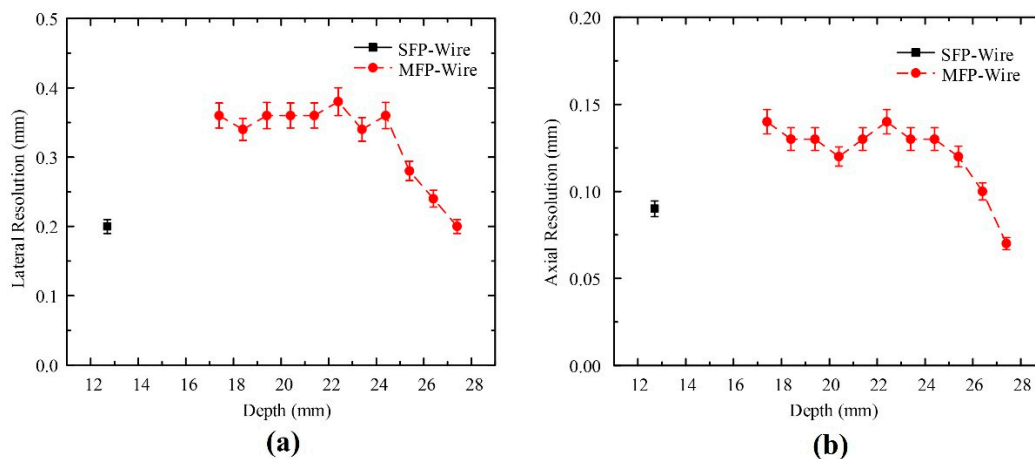 0.5
0.4
0.3
0.2
0.1
0.0
Lateral Resolution (mm)
SFP-Wire
MFP-Wire
12 14 16 18 20 22 24 26 28
Depth (mm)
(a)
0.20
0.15
0.10
0.05
0.00
Axial Resolution (mm)
SFP-Wire
MFP-Wire
12 14 16 18 20 22 24 26 28
Depth (mm)
(b)